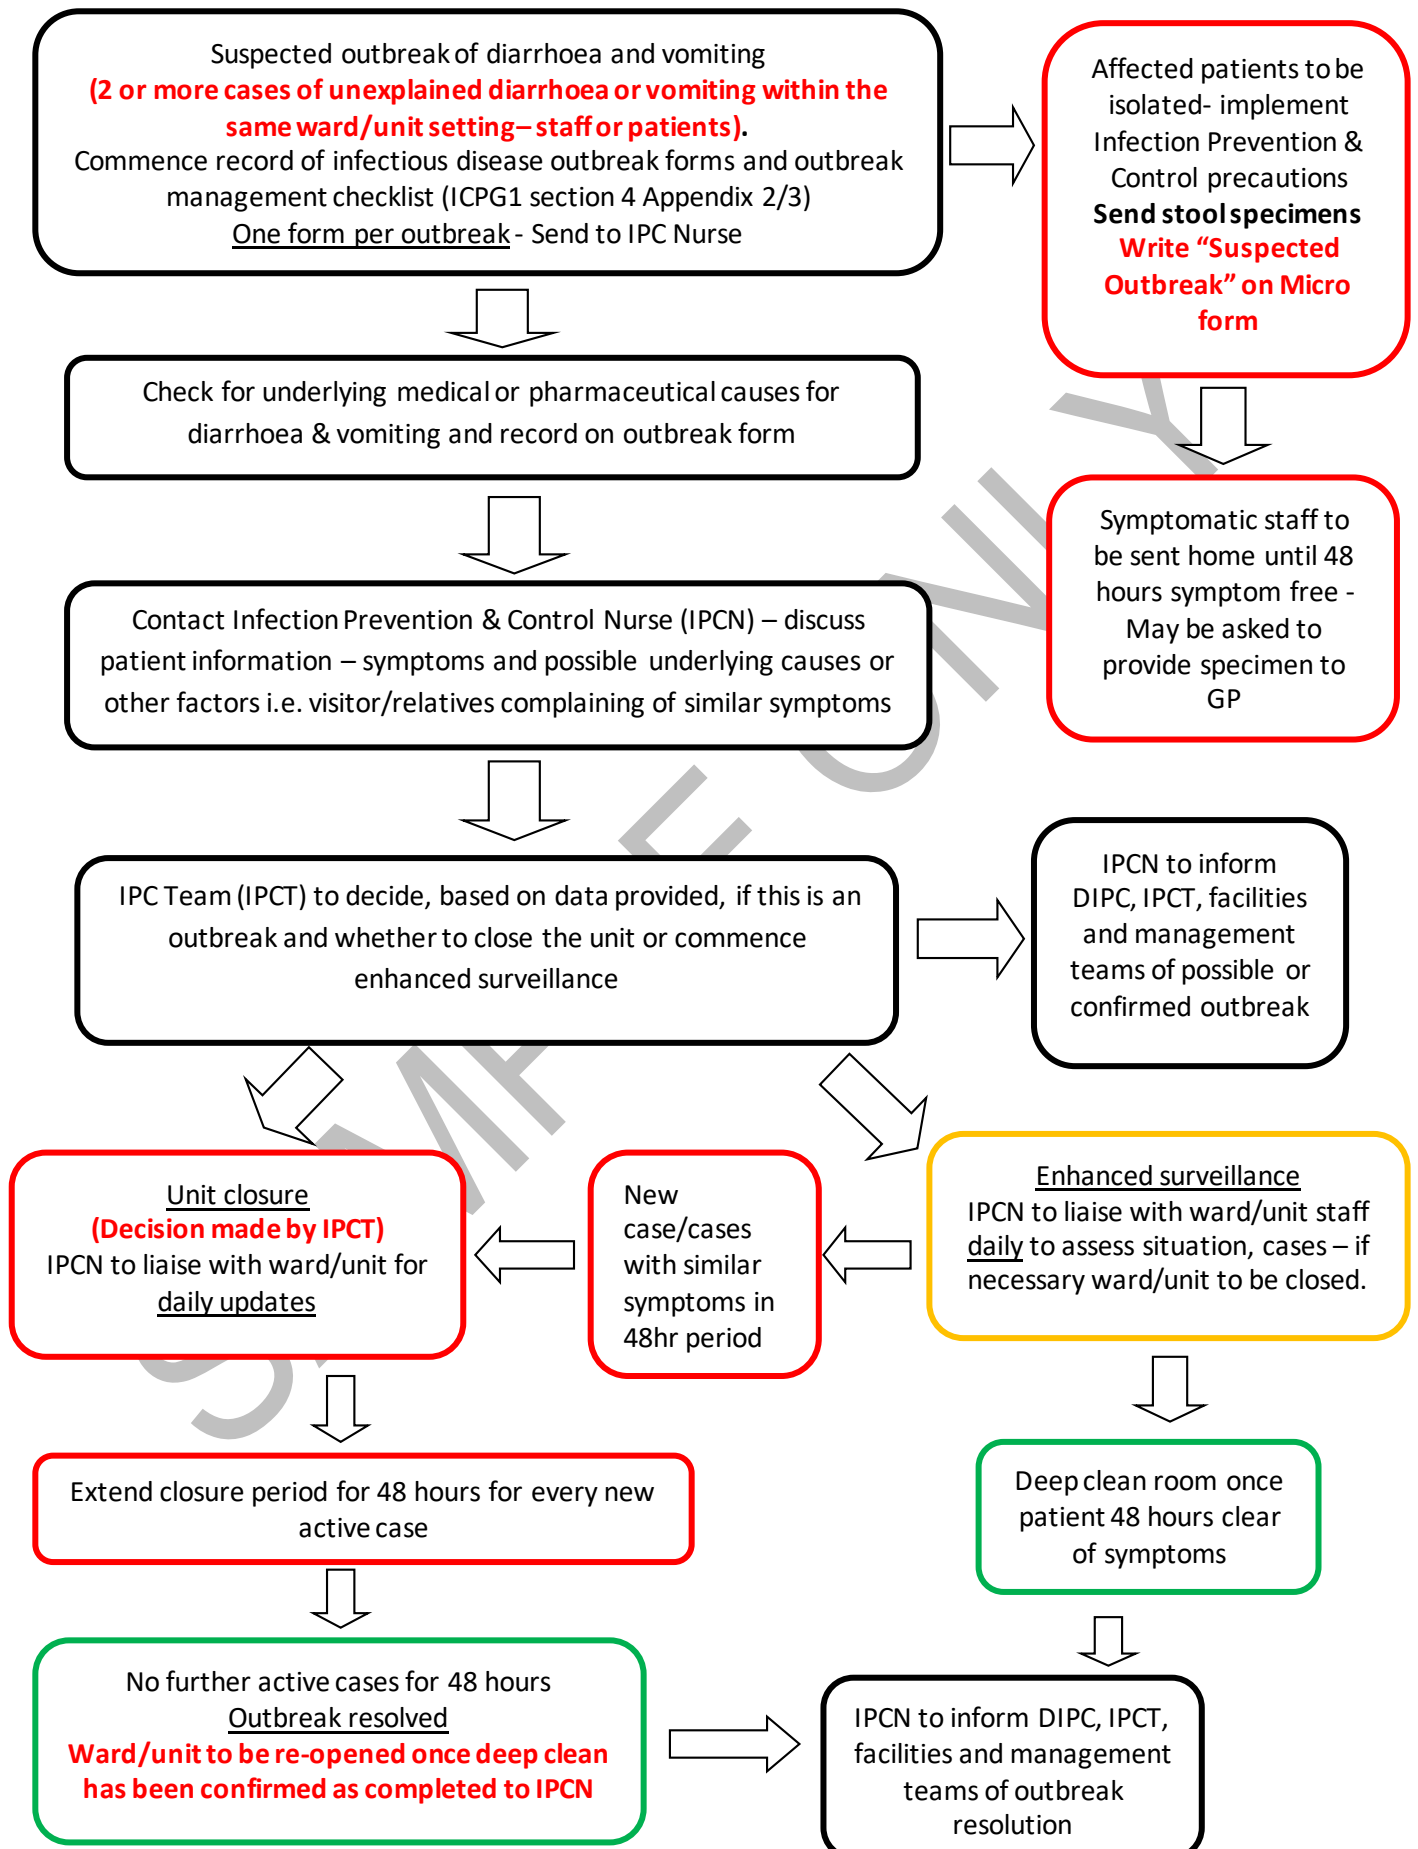 Suspected outbreak of diarrhoea and vomiting
(2 or more cases of unexplained diarrhoea or vomiting within the
same ward/unit setting– staff or patients).
Commence record of infectious disease outbreak forms and outbreak
management checklist (ICPG1 section 4 Appendix 2/3)
One form per outbreak - Send to IPC Nurse
Affected patients to be
isolated- implement
Infection Prevention &
Control precautions
Send stool specimens
Write “Suspected
Outbreak” on Micro
form
Check for underlying medical or pharmaceutical causes for
diarrhoea & vomiting and record on outbreak form
Symptomatic staff to
be sent home until 48
hours symptom free -
May be asked to
provide specimen to
GP
Contact Infection Prevention & Control Nurse (IPCN) – discuss
patient information – symptoms and possible underlying causes or
other factors i.e. visitor/relatives complaining of similar symptoms
IPC Team (IPCT) to decide, based on data provided, if this is an
outbreak and whether to close the unit or commence
enhanced surveillance
IPCN to inform
DIPC, IPCT, facilities
and management
teams of possible or
confirmed outbreak
Unit closure
(Decision made by IPCT)
IPCN to liaise with ward/unit for
daily updates
New
case/cases
with similar
symptoms in
48hr period
Enhanced surveillance
IPCN to liaise with ward/unit staff
daily to assess situation, cases – if
necessary ward/unit to be closed.
Extend closure period for 48 hours for every new
active case
Deep clean room once
patient 48 hours clear
of symptoms
No further active cases for 48 hours
Outbreak resolved
Ward/unit to be re-opened once deep clean
has been confirmed as completed to IPCN
IPCN to inform DIPC, IPCT,
facilities and management
teams of outbreak
resolution
SAMPLE ONLY